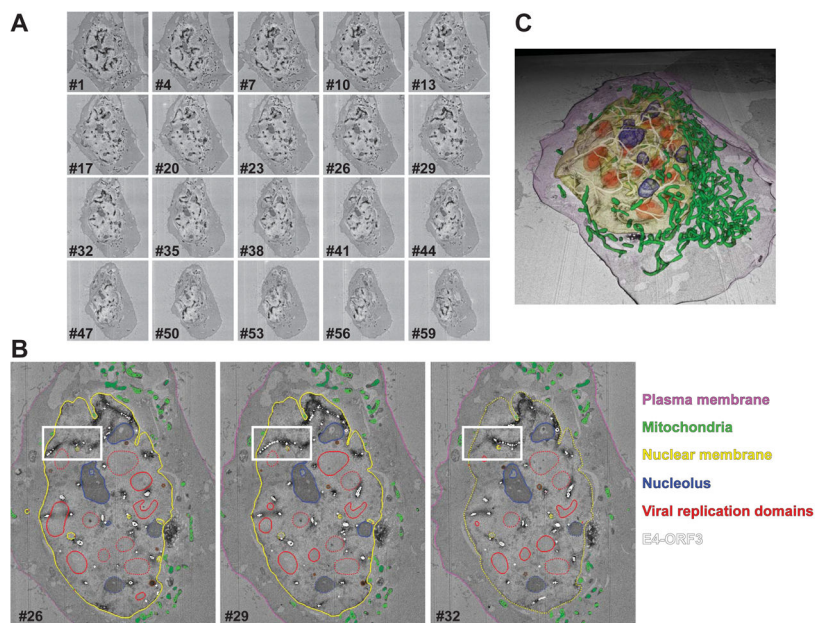 A
C
#1
#4
#7
#10
#13
#17
#20
#23
#26
#29
#32
#35
#38
#41
#44
#47
#50
#53
#56
#59
B
Plasma membrane
Mitochondria
Nuclear membrane
Nucleolus
Viral replication domains
E4-ORF3
#26
#29
#32